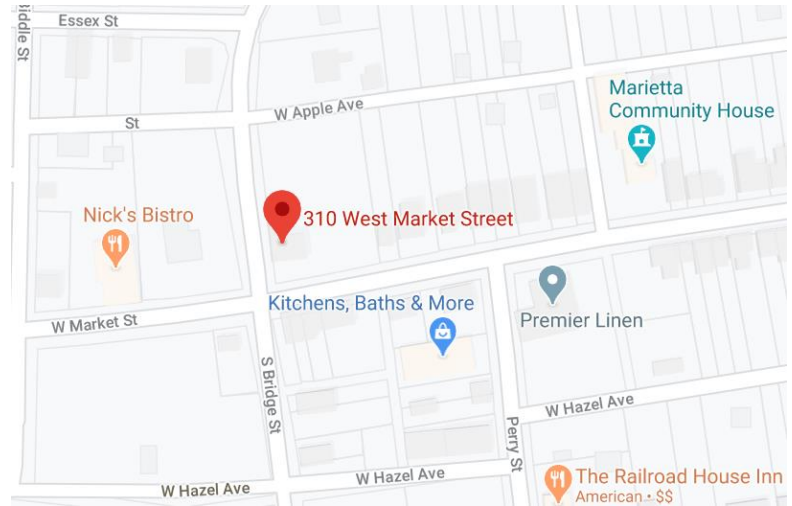 Essex St
iddle St
W Apple Ave
St
Marietta
Community House
Nick's Bistro
310 West Market Street
Kitchens, Baths & More
Premier Linen
W Market St
S Bridge St
W Hazel Ave
Perry St
W Hazel Ave
W Hazel Ave
The Railroad House Inn
American • $$